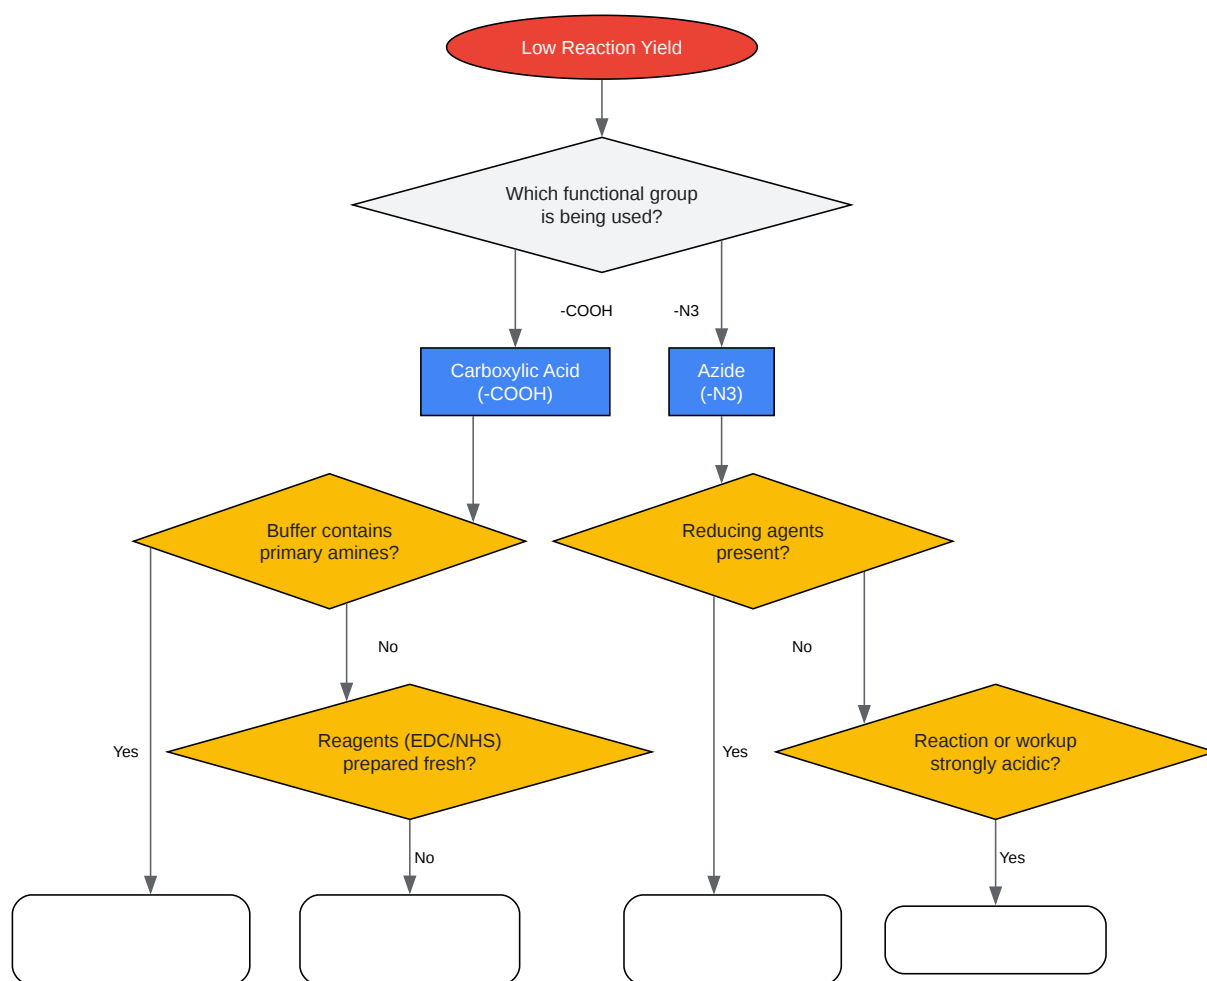 Low Reaction Yield
Which functional group
is being used?
-COOH
-N3
Carboxylic Acid
(-COOH)
Azide
(-N3)
Buffer contains
primary amines?
Reducing agents
present?
No
No
Yes
Reagents (EDC/NHS)
prepared fresh?
Yes
Reaction or workup
strongly acidic?
No
Yes